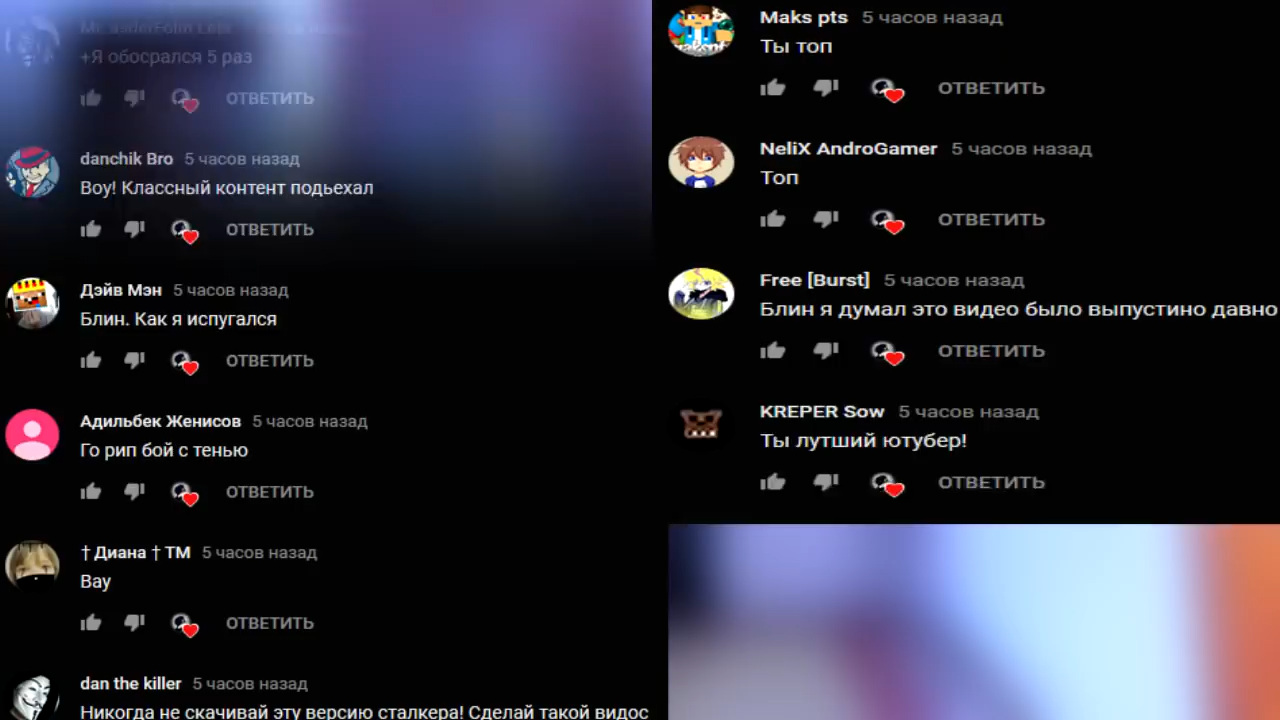 +Я обосрался 5 раз
ОТВЕТИТЬ
danchik Bro 5 часов назад
Воу! Классный контент подьехал
ОТВЕТИТЬ
Дэйв Мэн 5 часов назад
Блин. Как я испугался
ОТВЕТИТЬ
Адильбек Женисов 5 часов назад
Го рип бой с тенью
ОТВЕТИТЬ
† Диана † ТМ 5 часов назад
Вау
ОТВЕТИТЬ
dan the killer 5 часов назад
Никогда не скачивай эту версию сталкера! Сделай такой видос
Maks pts 5 часов назад
Ты топ
ОТВЕТИТЬ
NeliX AndroGamer 5 часов назад
Топ
ОТВЕТИТЬ
Free [Burst] 5 часов назад
Блин я думал это видео было выпустино давно
ОТВЕТИТЬ
KREPER Sow 5 часов назад
Ты лутший ютубер!
ОТВЕТИТЬ